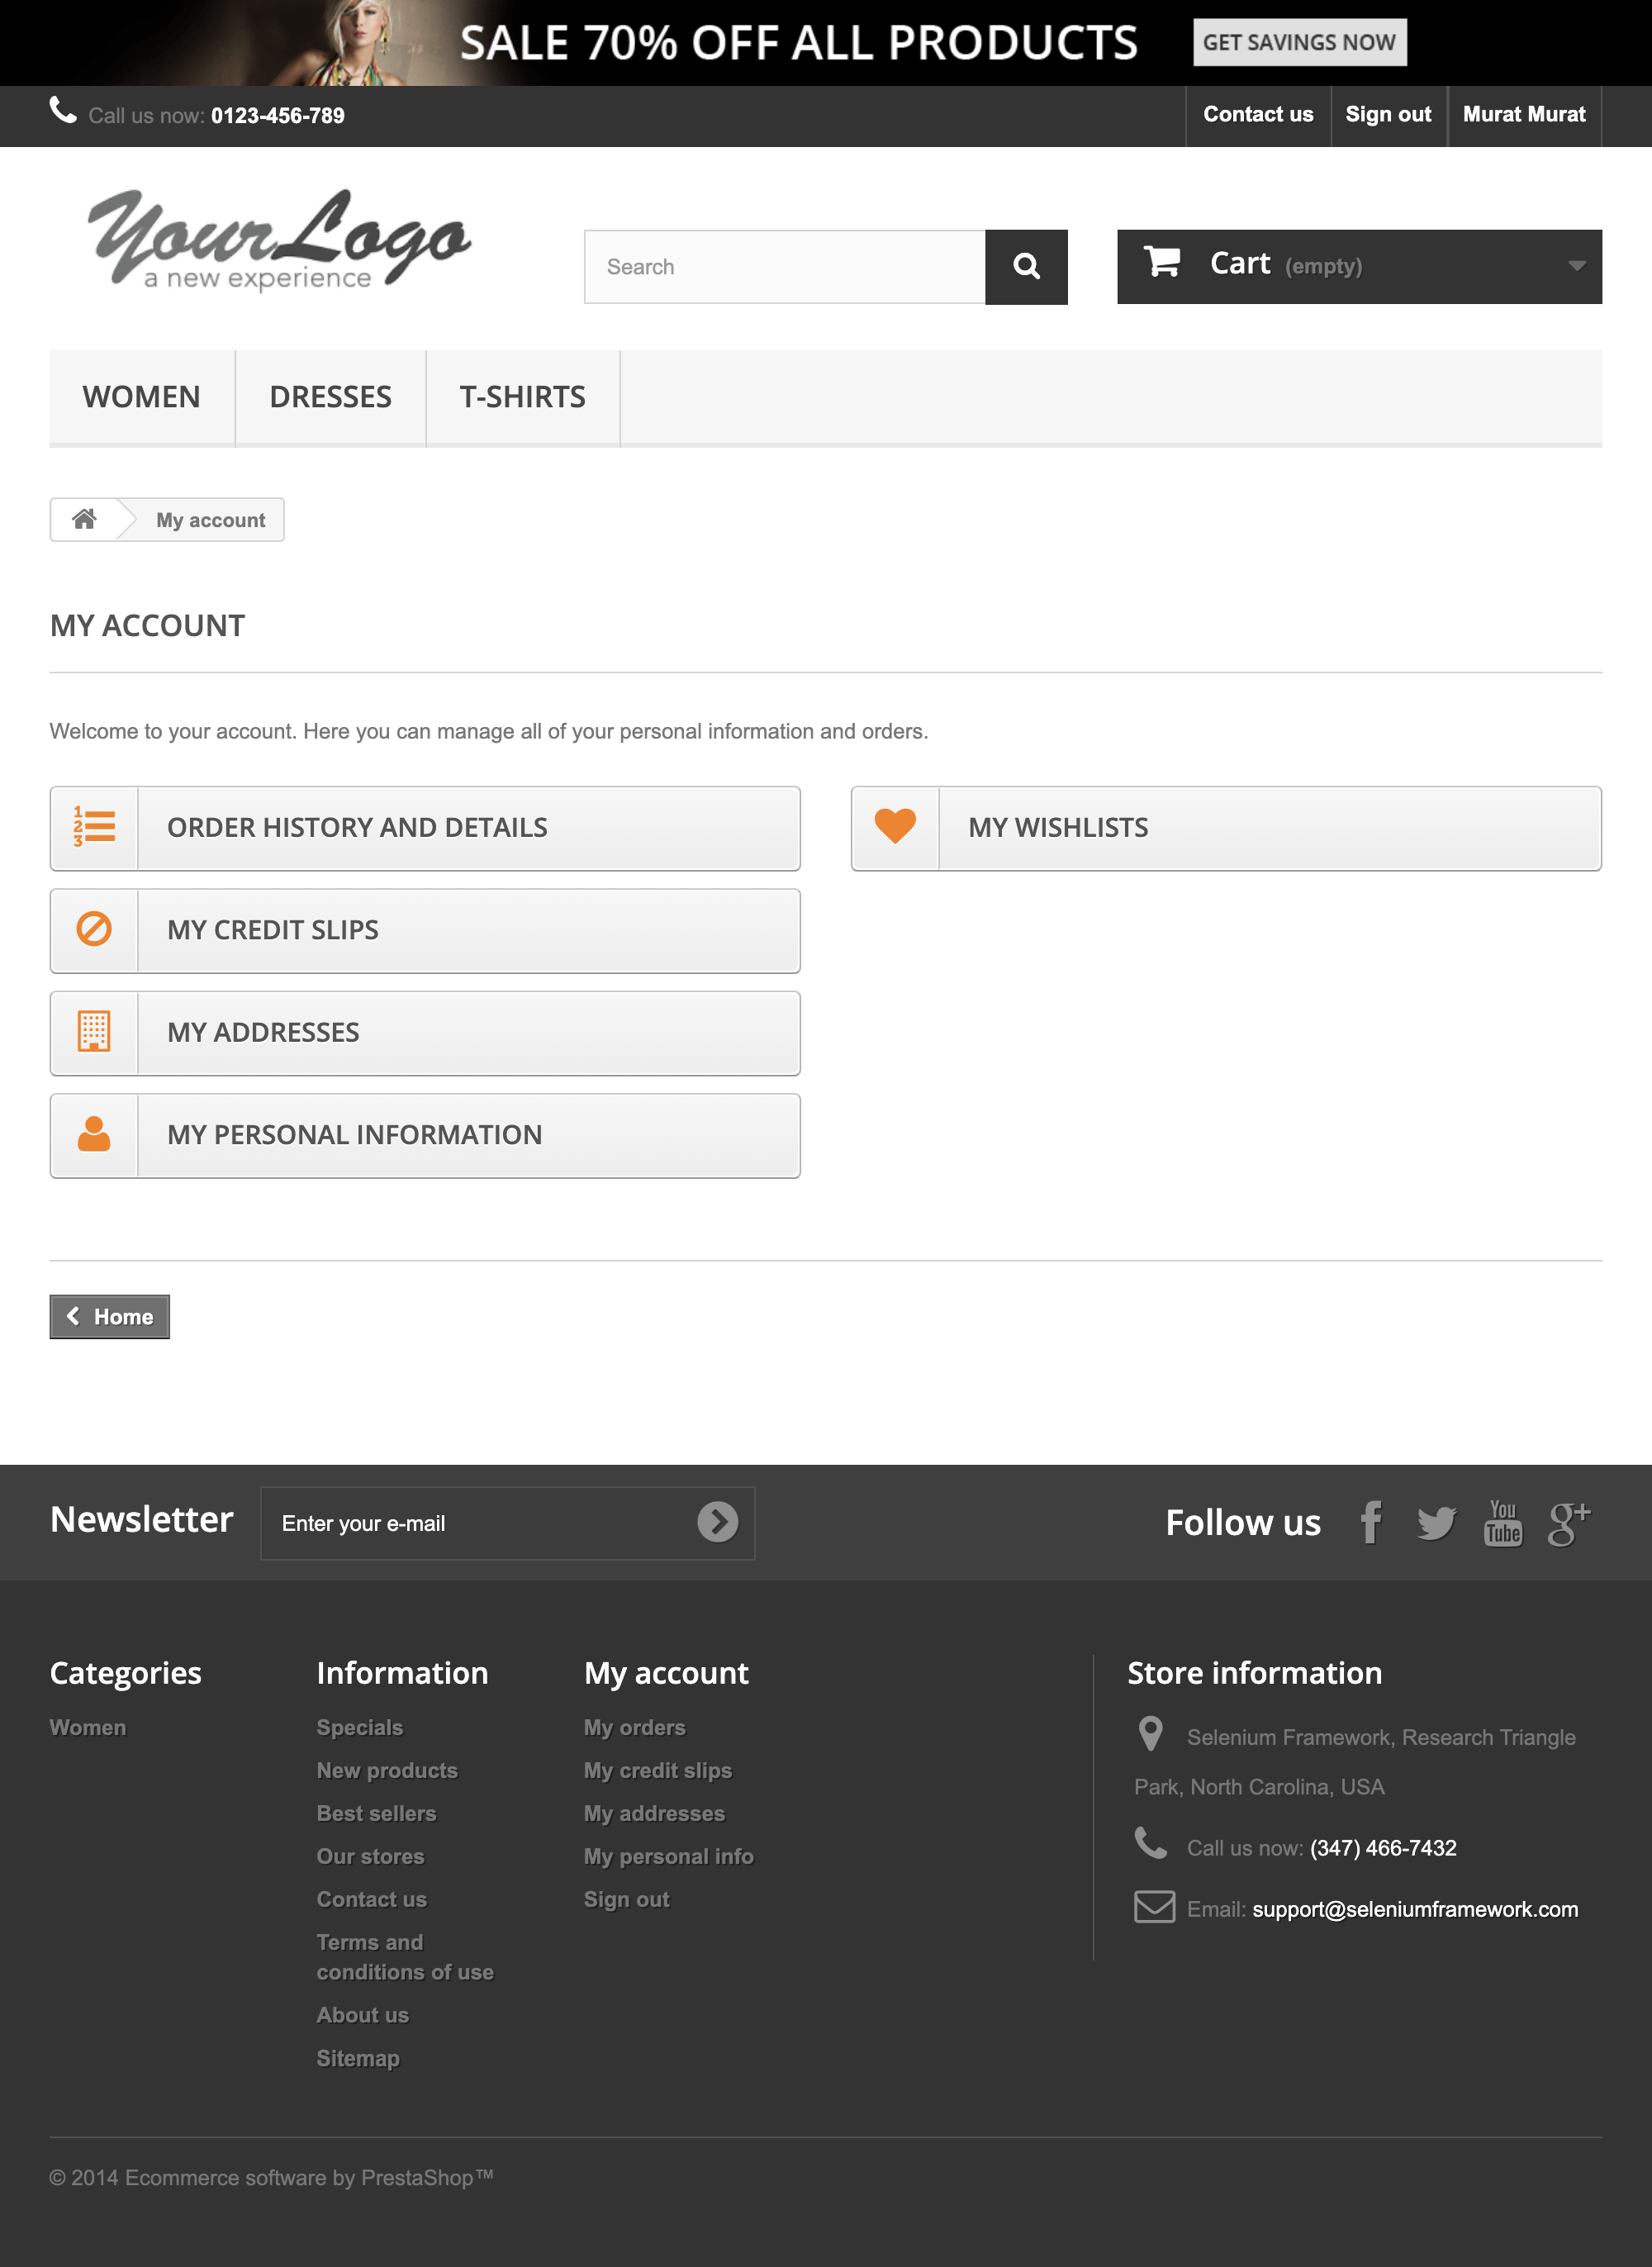 SALE 70% OFF ALL PRODUCTS
GET SAVINGS NOW
Call us now: 0123-456-789
Contact us
Sign out
Murat Murat
Your Logo
a new experience
Search
Cart (empty)
WOMEN
DRESSES
T-SHIRTS
My account
MY ACCOUNT
Welcome to your account. Here you can manage all of your personal information and orders.
ORDER HISTORY AND DETAILS
MY CREDIT SLIPS
MY ADDRESSES
MY PERSONAL INFORMATION
MY WISHLISTS
Home
Newsletter
Enter your e-mail
Follow us
You
Tube
g+
Categories
Women
Information
Specials
New products
Best sellers
Our stores
Contact us
Terms and
conditions of use
About us
Sitemap
My account
My orders
My credit slips
My addresses
My personal info
Sign out
Store information
Selenium Framework, Research Triangle
Park, North Carolina, USA
Call us now: (347) 466-7432
Email: support@seleniumframework.com
© 2014 Ecommerce software by PrestaShop™